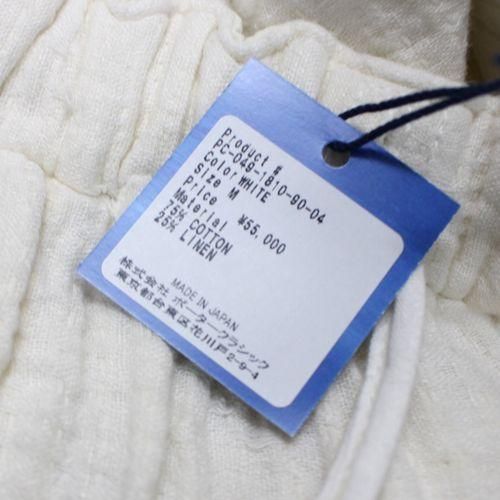 Product #
PC-049-1810-90-04
Color WHITE
Size M
Price ¥55,000
Material
75% COTTON
25% LINEN
MADE IN JAPAN
株式会社 ポータークラシック
東京都台東区花川戸2-9-4